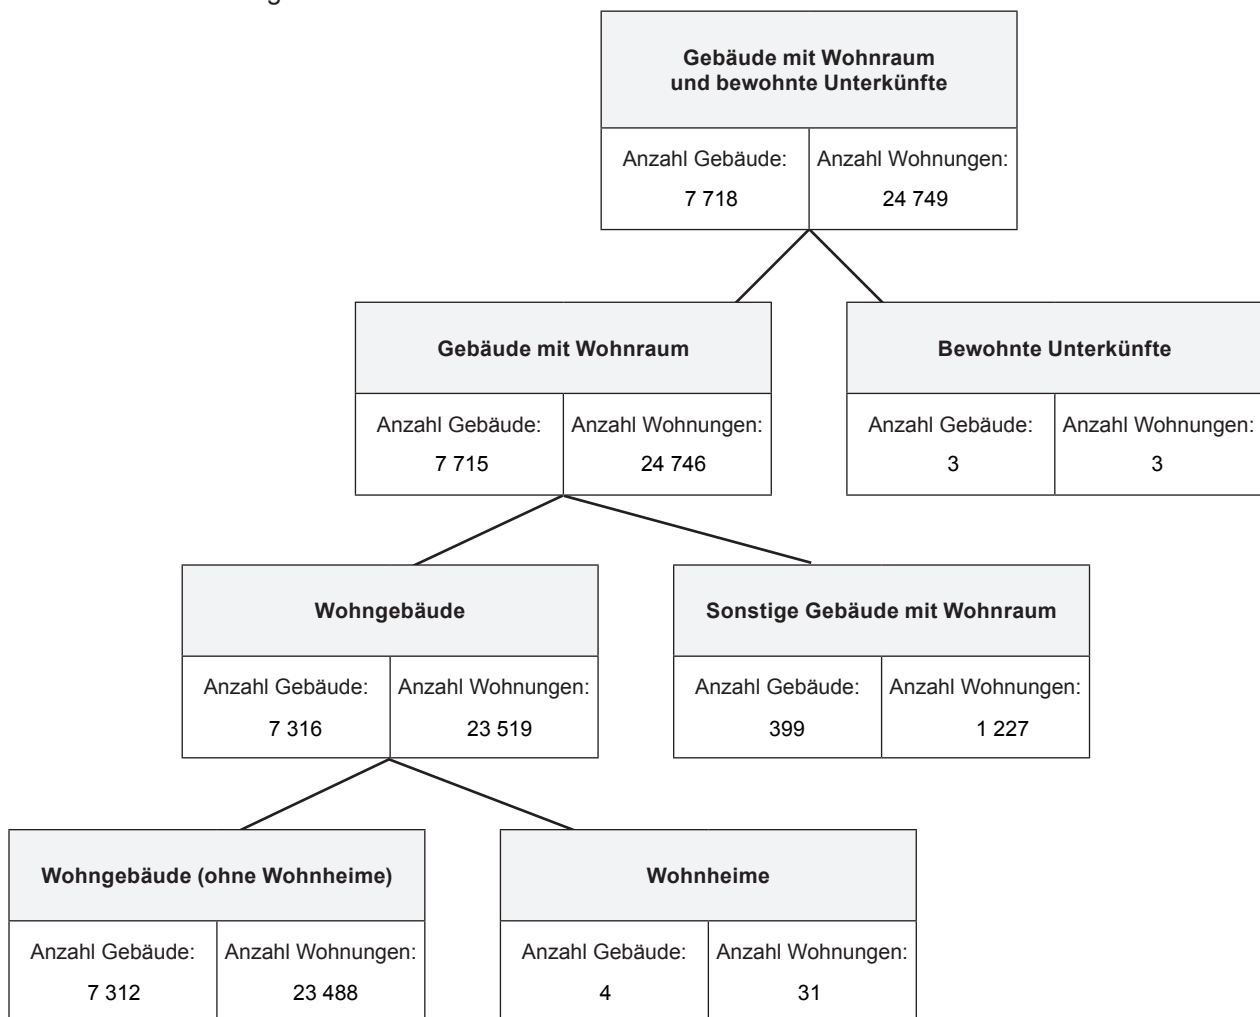 Gebäude mit Wohnraum
und bewohnte Unterkünfte
Anzahl Gebäude: Anzahl Wohnungen:
7 718 24 749
Gebäude mit Wohnraum
Anzahl Gebäude: Anzahl Wohnungen:
7 715 24 746
Bewohnte Unterkünfte
Anzahl Gebäude: Anzahl Wohnungen:
3 3
Wohngebäude
Anzahl Gebäude: Anzahl Wohnungen:
7 316 23 519
Sonstige Gebäude mit Wohnraum
Anzahl Gebäude: Anzahl Wohnungen:
399 1 227
Wohngebäude (ohne Wohnheime)
Anzahl Gebäude: Anzahl Wohnungen:
7 312 23 488
Wohnheime
Anzahl Gebäude: Anzahl Wohnungen:
4 31